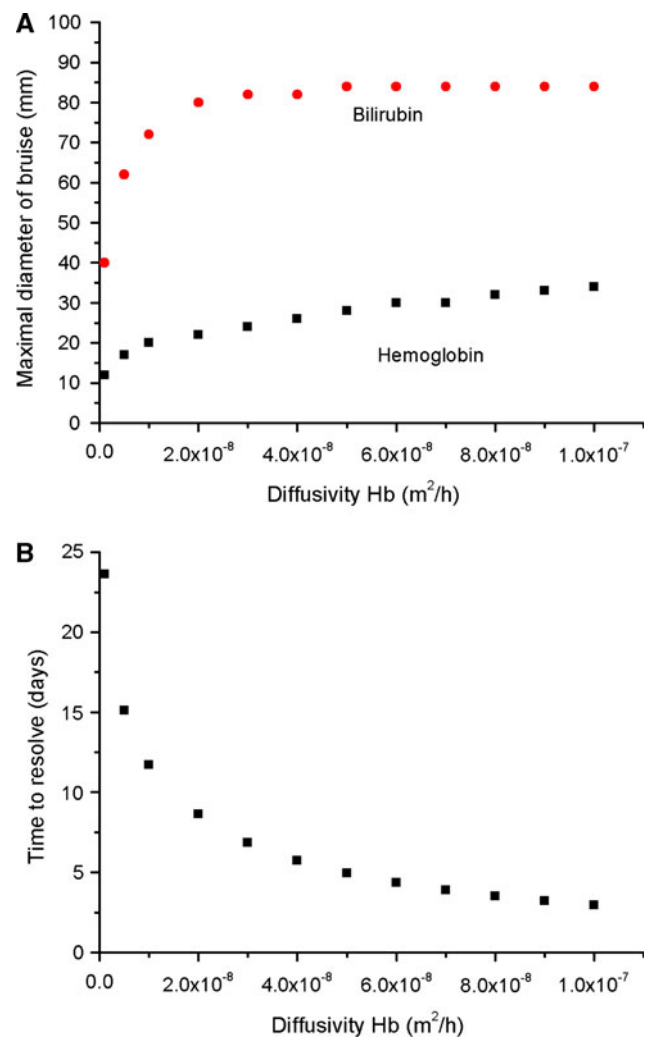 A
100
90
80
70
60
50
40
30
20
10
0
Maximal diameter of bruise (mm)
Bilirubin
Hemoglobin
0.0 2.0x10⁻⁸ 4.0x10⁻⁸ 6.0x10⁻⁸ 8.0x10⁻⁸ 1.0x10⁻⁷
Diffusivity Hb (m²/h)
B
25
20
15
10
5
0
Time to resolve (days)
0.0 2.0x10⁻⁸ 4.0x10⁻⁸ 6.0x10⁻⁸ 8.0x10⁻⁸ 1.0x10⁻⁷
Diffusivity Hb (m²/h)